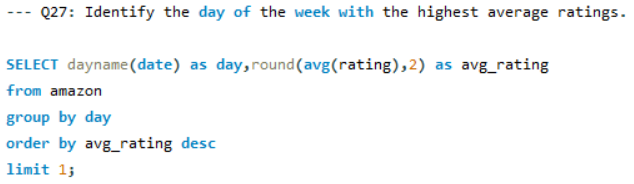 --- Q27: Identify the day of the week with the highest average ratings.
SELECT dayname(date) as day,round(avg(rating),2) as avg_rating
from amazon
group by day
order by avg_rating desc
limit 1;